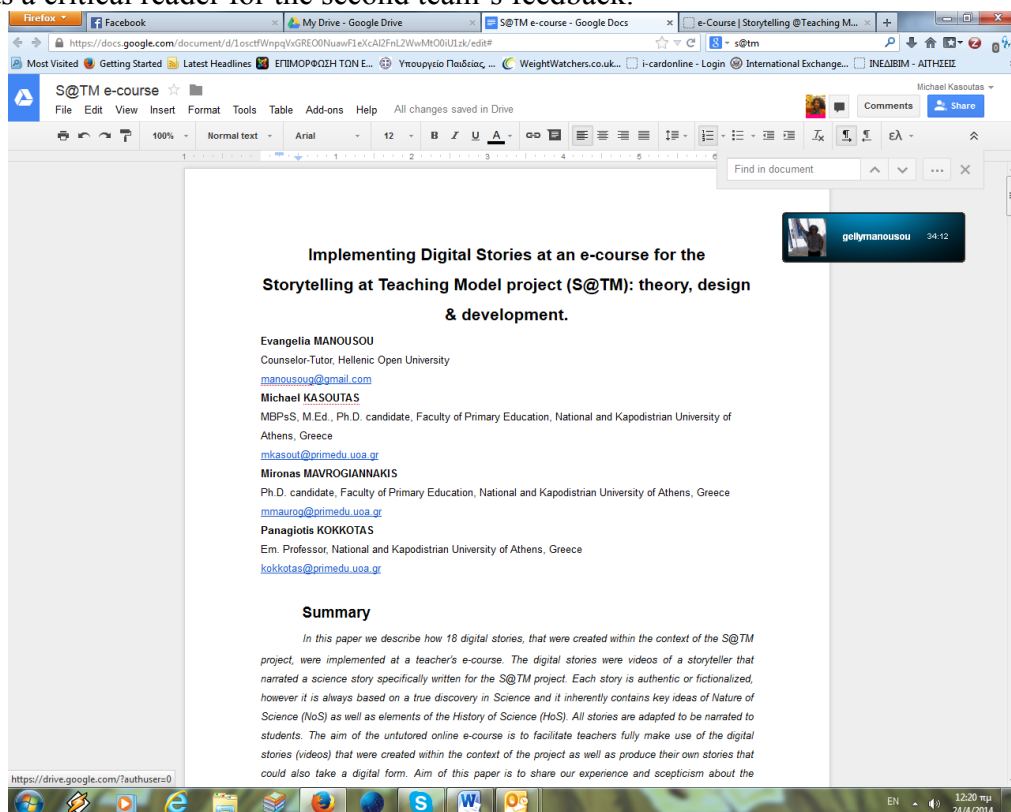 as a critical reader for the second team's feedback.
Firefox
Facebook
My Drive - Google Drive
S@TM e-course - Google Docs
e-Course | Storytelling @Teaching M...
https://docs.google.com/document/d/1osctfWnpqVxGREO0NuawF1eXcAI2FnL2WwMtO0iU1zk/edit#
s@tm
Most Visited Getting Started Latest Headlines ΕΠΙΜΟΡΦΩΣΗ ΤΩΝ Ε... Υπουργείο Παιδείας, ... WeightWatchers.co.uk... i-cardonline - Login International Exchange... ΙΝΕΔΙΒΙΜ - ΑΙΤΗΣΕΙΣ
S@TM e-course
Michael Kasoutas
File Edit View Insert Format Tools Table Add-ons Help All changes saved in Drive
Comments Share
100% Normal text Arial 12 B I U A ελ
1 1 2 3 4 5 6
Find in document
gellymanousou 34:12
Implementing Digital Stories at an e-course for the
Storytelling at Teaching Model project (S@TM): theory, design
& development.
Evangelia MANOUSOU
Counselor-Tutor, Hellenic Open University
manousoug@gmail.com
Michael KASOUTAS
MBPsS, M.Ed., Ph.D. candidate, Faculty of Primary Education, National and Kapodistrian University of
Athens, Greece
mkasout@primedu.uoa.gr
Mironas MAVROGIANNAKIS
Ph.D. candidate, Faculty of Primary Education, National and Kapodistrian University of Athens, Greece
mmaurog@primedu.uoa.gr
Panagiotis KOKKOTAS
Em. Professor, National and Kapodistrian University of Athens, Greece
kokkotas@primedu.uoa.gr
Summary
In this paper we describe how 18 digital stories, that were created within the context of the S@TM
project, were implemented at a teacher's e-course. The digital stories were videos of a storyteller that
narrated a science story specifically written for the S@TM project. Each story is authentic or fictionalized,
however it is always based on a true discovery in Science and it inherently contains key ideas of Nature of
Science (NoS) as well as elements of the History of Science (HoS). All stories are adapted to be narrated to
students. The aim of the untutored online e-course is to facilitate teachers fully make use of the digital
stories (videos) that were created within the context of the project as well as produce their own stories that
could also take a digital form. Aim of this paper is to share our experience and scepticism about the
https://drive.google.com/?authuser=0
EN 12:20 πμ
24/4/2014